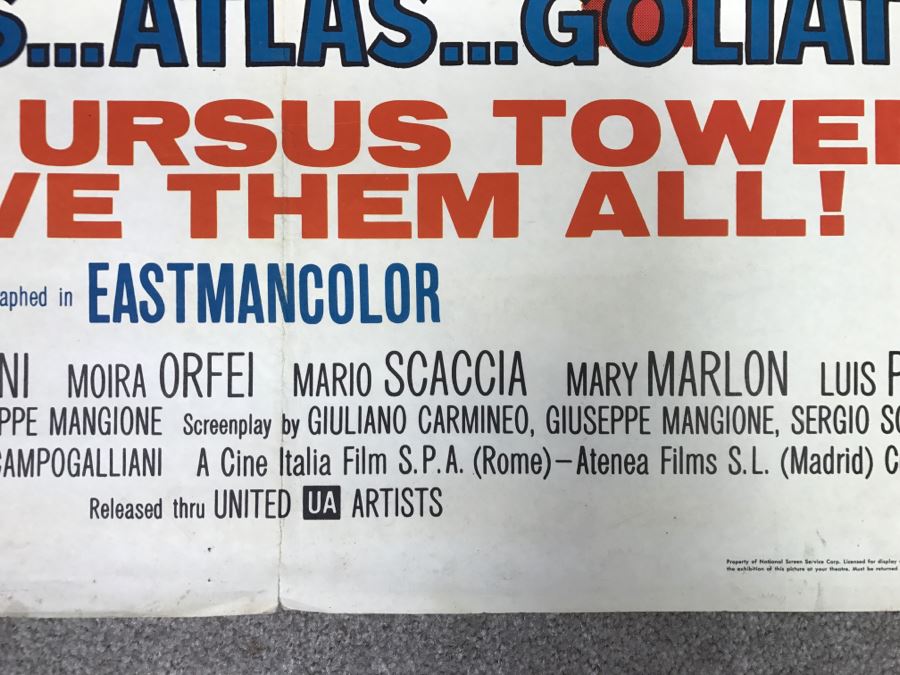 S...ATLAS...GOLIAT
URSUS TOWE
VE THEM ALL!
aphed in EASTMANCOLOR
NI MOIRA ORFEI MARIO SCACCIA MARY MARLON LUIS P
PPE MANGIONE Screenplay by GIULIANO CARMINEO, GIUSEPPE MANGIONE, SERGIO SO
CAMPOGALLIANI A Cine Italia Film S.P.A. (Rome)—Atenea Films S.L. (Madrid) C
Released thru UNITED UA ARTISTS
Property of National Screen Service Corp. Licensed for display
the exhibition of this picture at your theatre. Must be returned